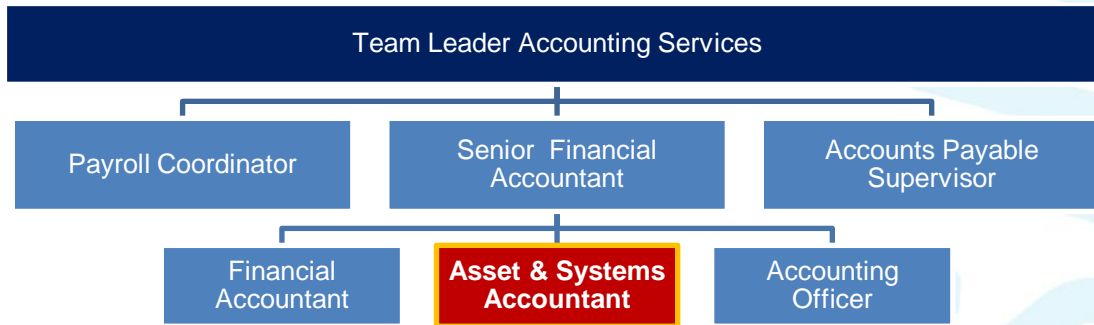 Team Leader Accounting Services
Payroll Coordinator
Senior Financial
Accountant
Accounts Payable
Supervisor
Financial
Accountant
Asset & Systems
Accountant
Accounting
Officer